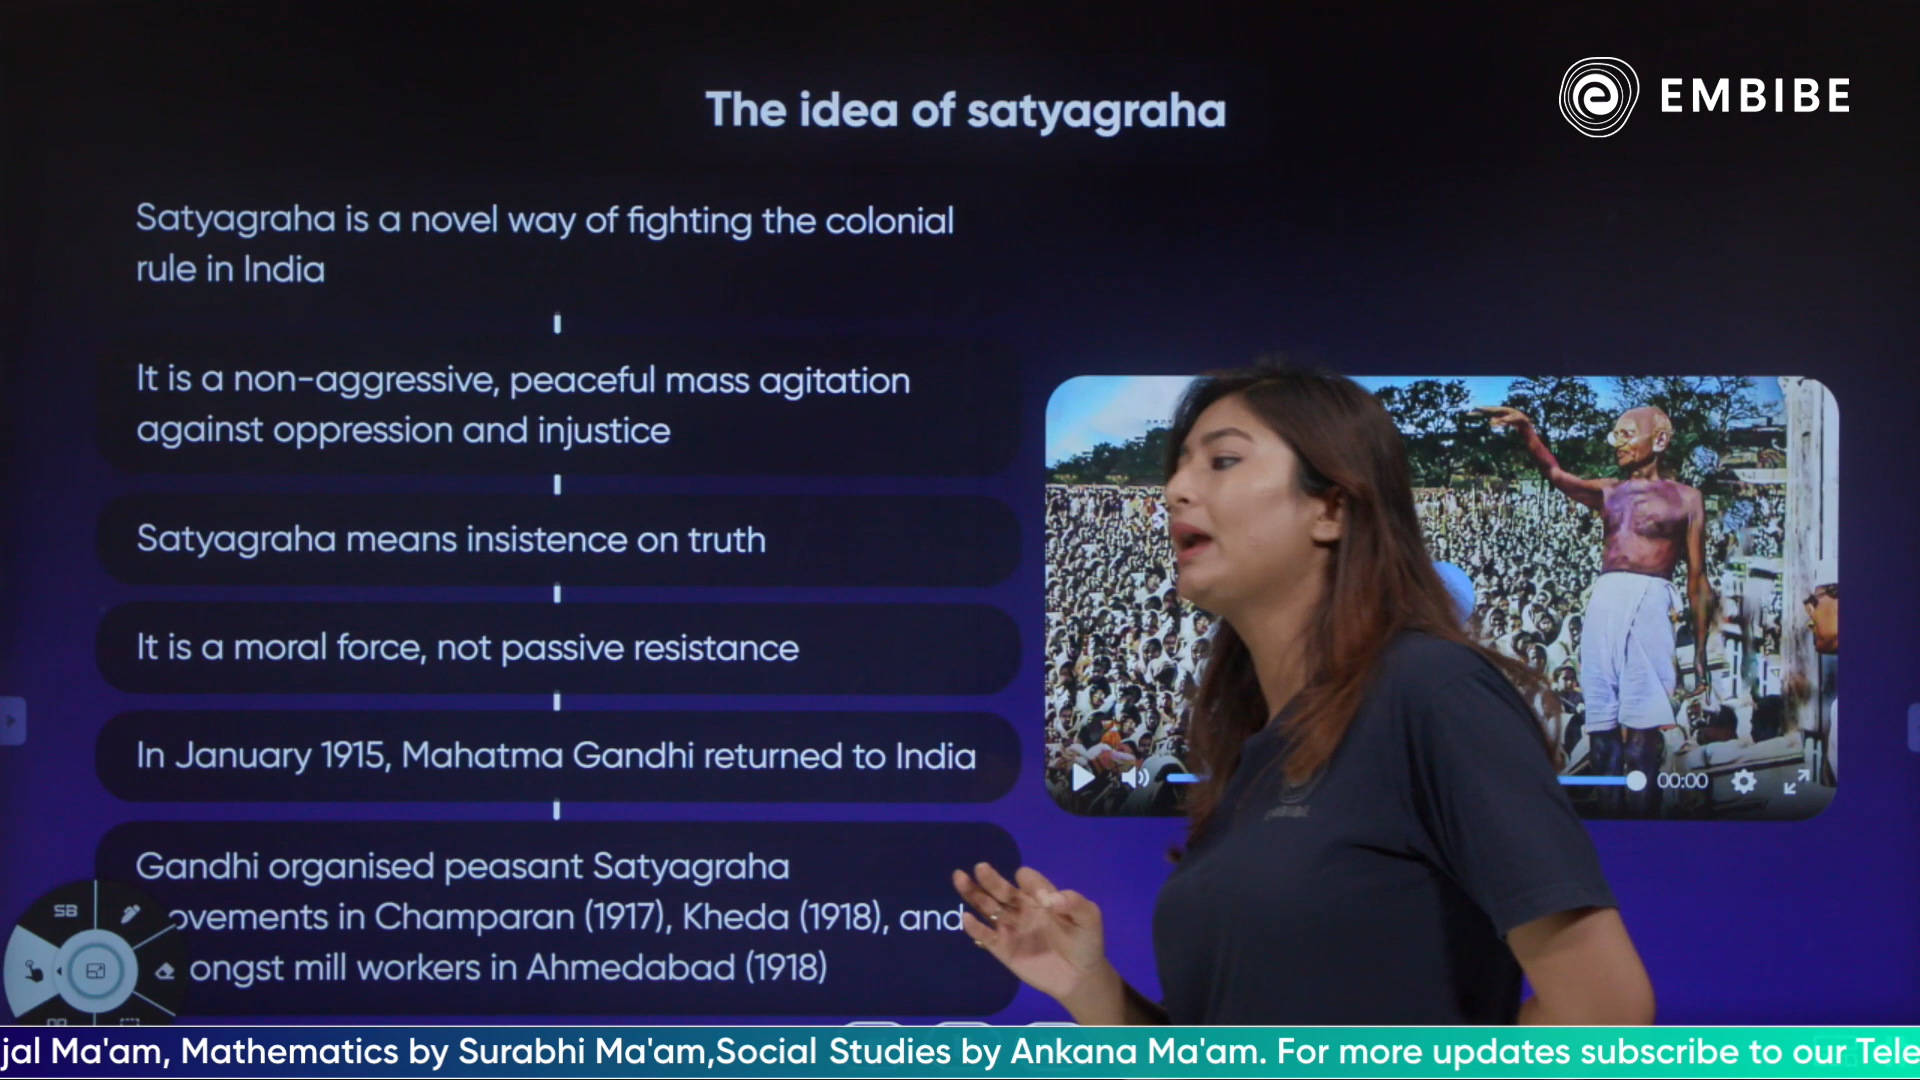 The idea of satyagraha
EMBIBE
Satyagraha is a novel way of fighting the colonial
rule in India
It is a non-aggressive, peaceful mass agitation
against oppression and injustice
Satyagraha means insistence on truth
It is a moral force, not passive resistance
In January 1915, Mahatma Gandhi returned to India
00:00
Gandhi organised peasant Satyagraha
ovements in Champaran (1917), Kheda (1918), and
ongst mill workers in Ahmedabad (1918)
SB
jal Ma'am, Mathematics by Surabhi Ma'am,Social Studies by Ankana Ma'am. For more updates subscribe to our Tele